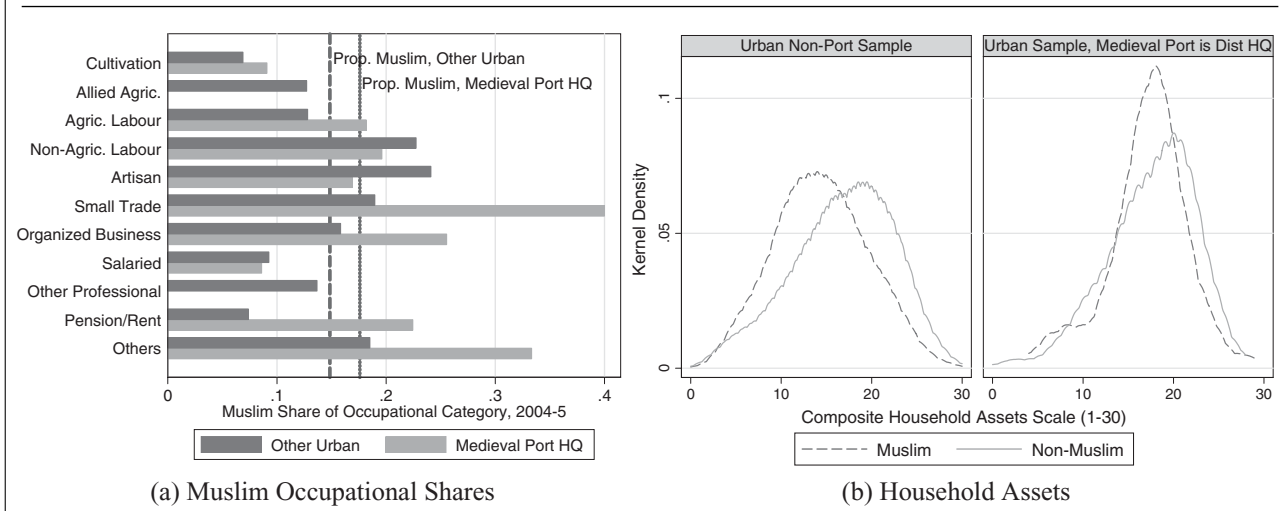 Cultivation
Allied Agric.
Agric. Labour
Non-Agric. Labour
Artisan
Small Trade
Organized Business
Salaried
Other Professional
Pension/Rent
Others
Prop. Muslim, Other Urban
Prop. Muslim, Medieval Port HQ
0 .1 .2 .3 .4
Muslim Share of Occupational Category, 2004-5
Other Urban Medieval Port HQ
(a) Muslim Occupational Shares
Urban Non-Port Sample Urban Sample, Medieval Port is Dist HQ
Kernel Density
.1
.05
0
0 10 20 30 0 10 20 30
Composite Household Assets Scale (1-30)
Muslim Non-Muslim
(b) Household Assets